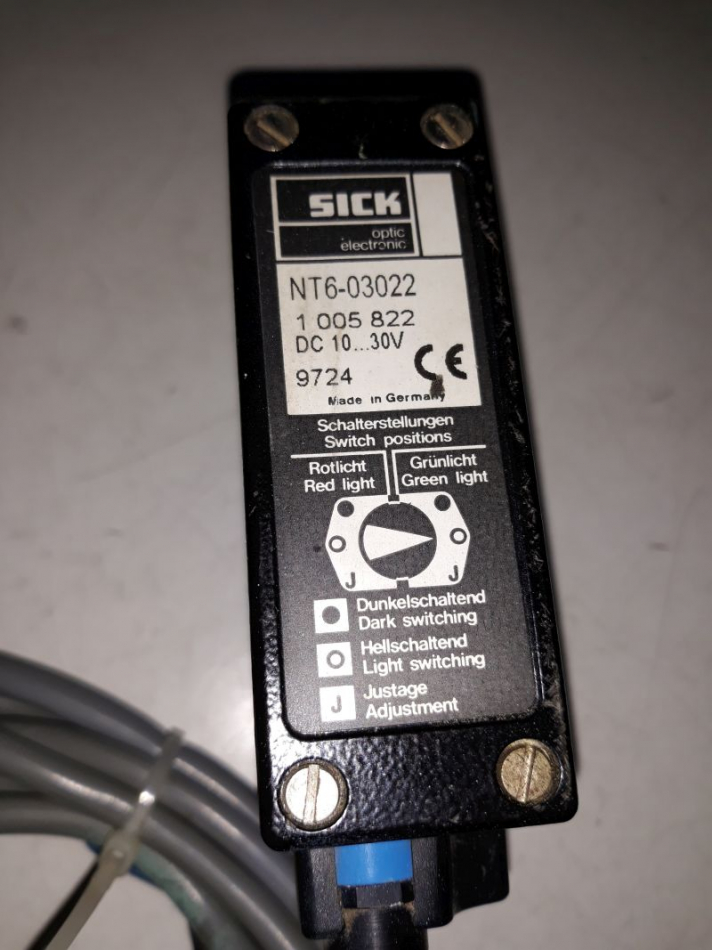 SICK
optic
electronic
NT6-03022
1 005 822
DC 10...30V
9724
CE
Made in Germany
Schalterstellungen
Switch positions
Rotlicht
Red light
Grünlicht
Green light
J
J
Dunkelschaltend
Dark switching
Hellschaltend
Light switching
J
Justage
Adjustment